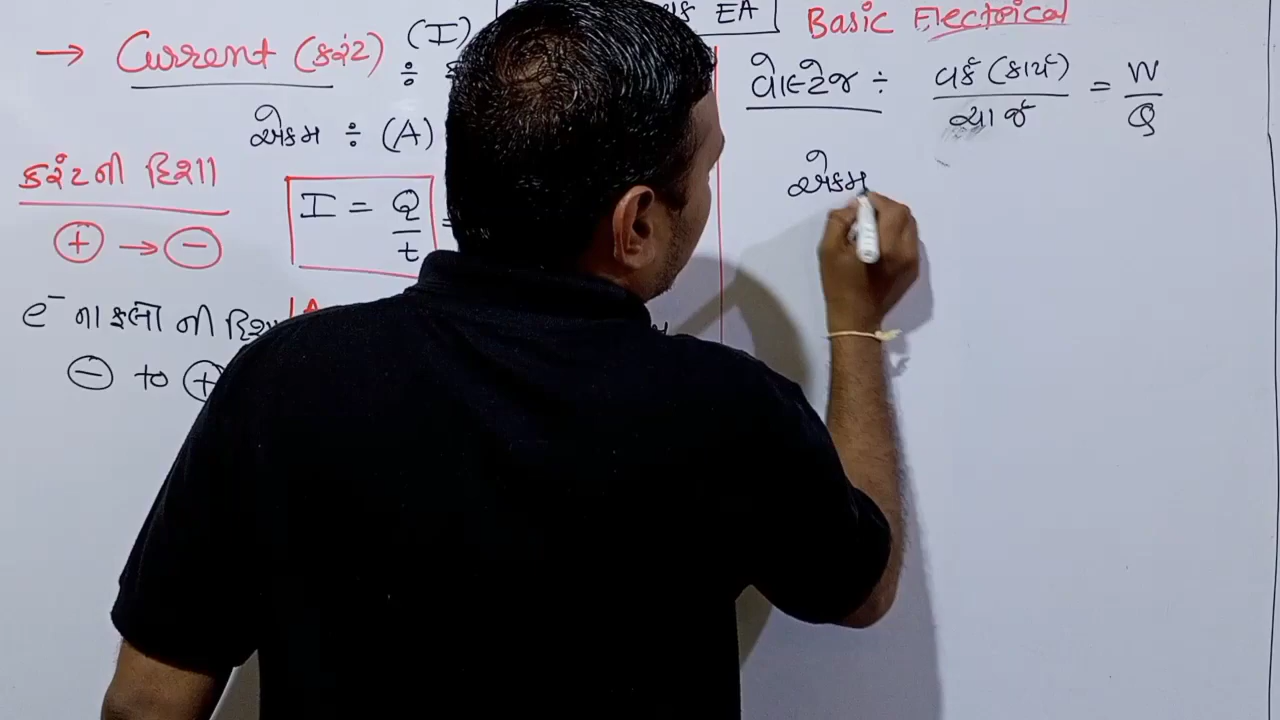 EA
Basic Electrical
→ Current (કરંટ) (I) ÷
એકમ ÷ (A)
કરંટની દિશા
⊕ → ⊖
I = Q/t
e⁻ ના ફ્લો ની દિશા
⊖ to ⊕
વોલ્ટેજ ÷ વર્ક (કાર્ય)/ચાર્જ = W/Q
એકમ